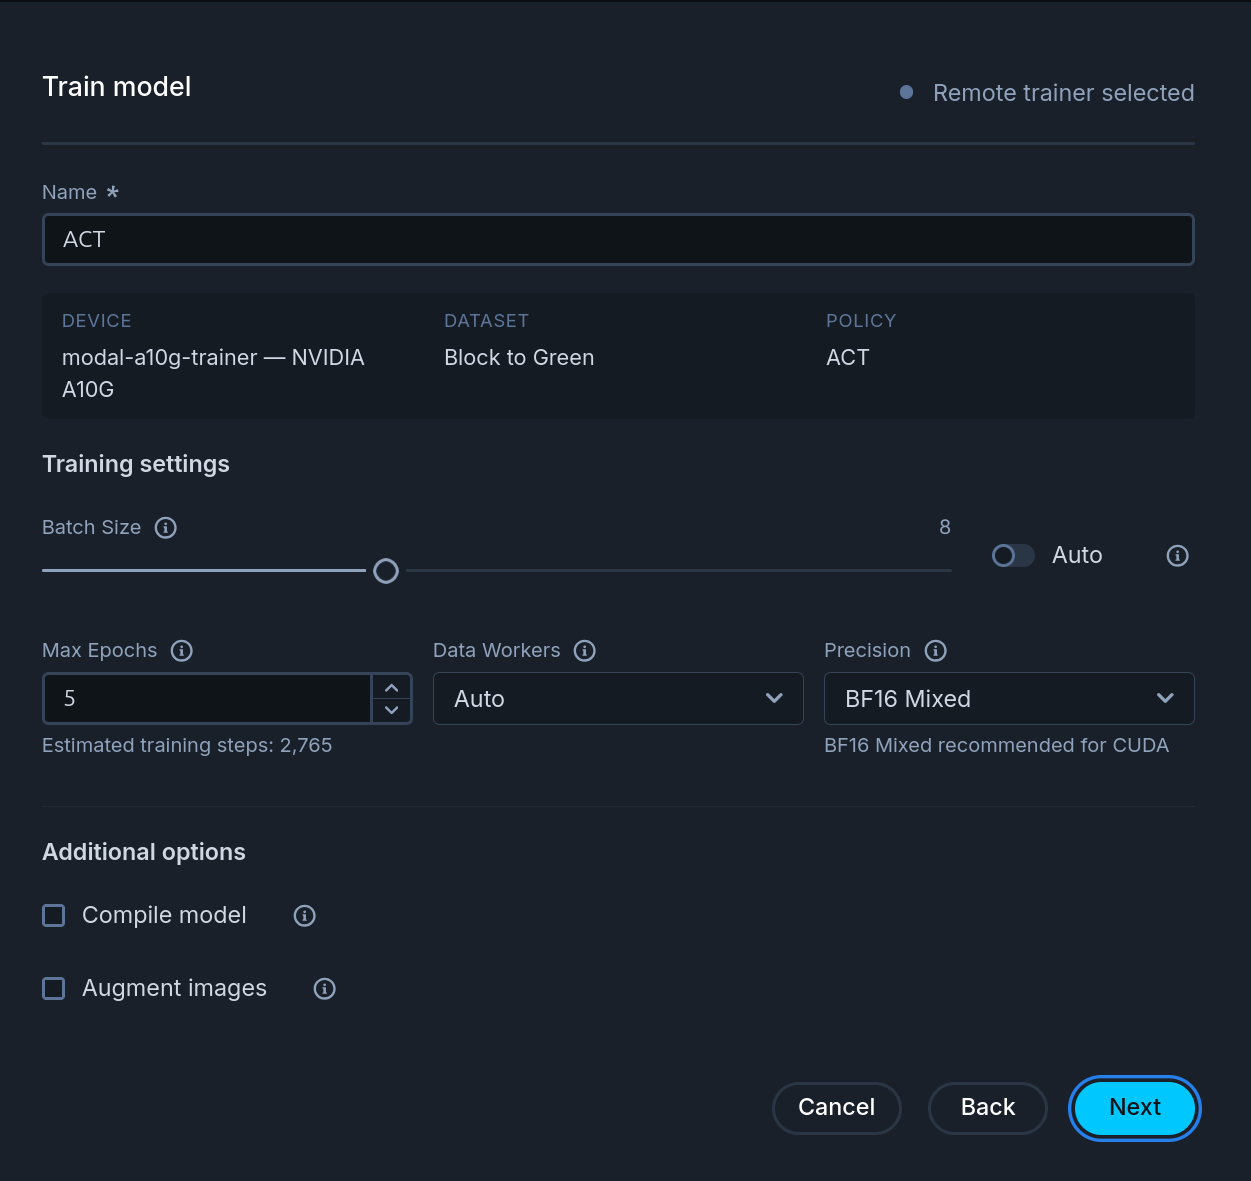 Train model
Remote trainer selected
Name *
ACT
DEVICE
modal-a10g-trainer — NVIDIA
A10G
DATASET
Block to Green
POLICY
ACT
Training settings
Batch Size
8
Auto
Max Epochs
5
Estimated training steps: 2,765
Data Workers
Auto
Precision
BF16 Mixed
BF16 Mixed recommended for CUDA
Additional options
Compile model
Augment images
Cancel
Back
Next